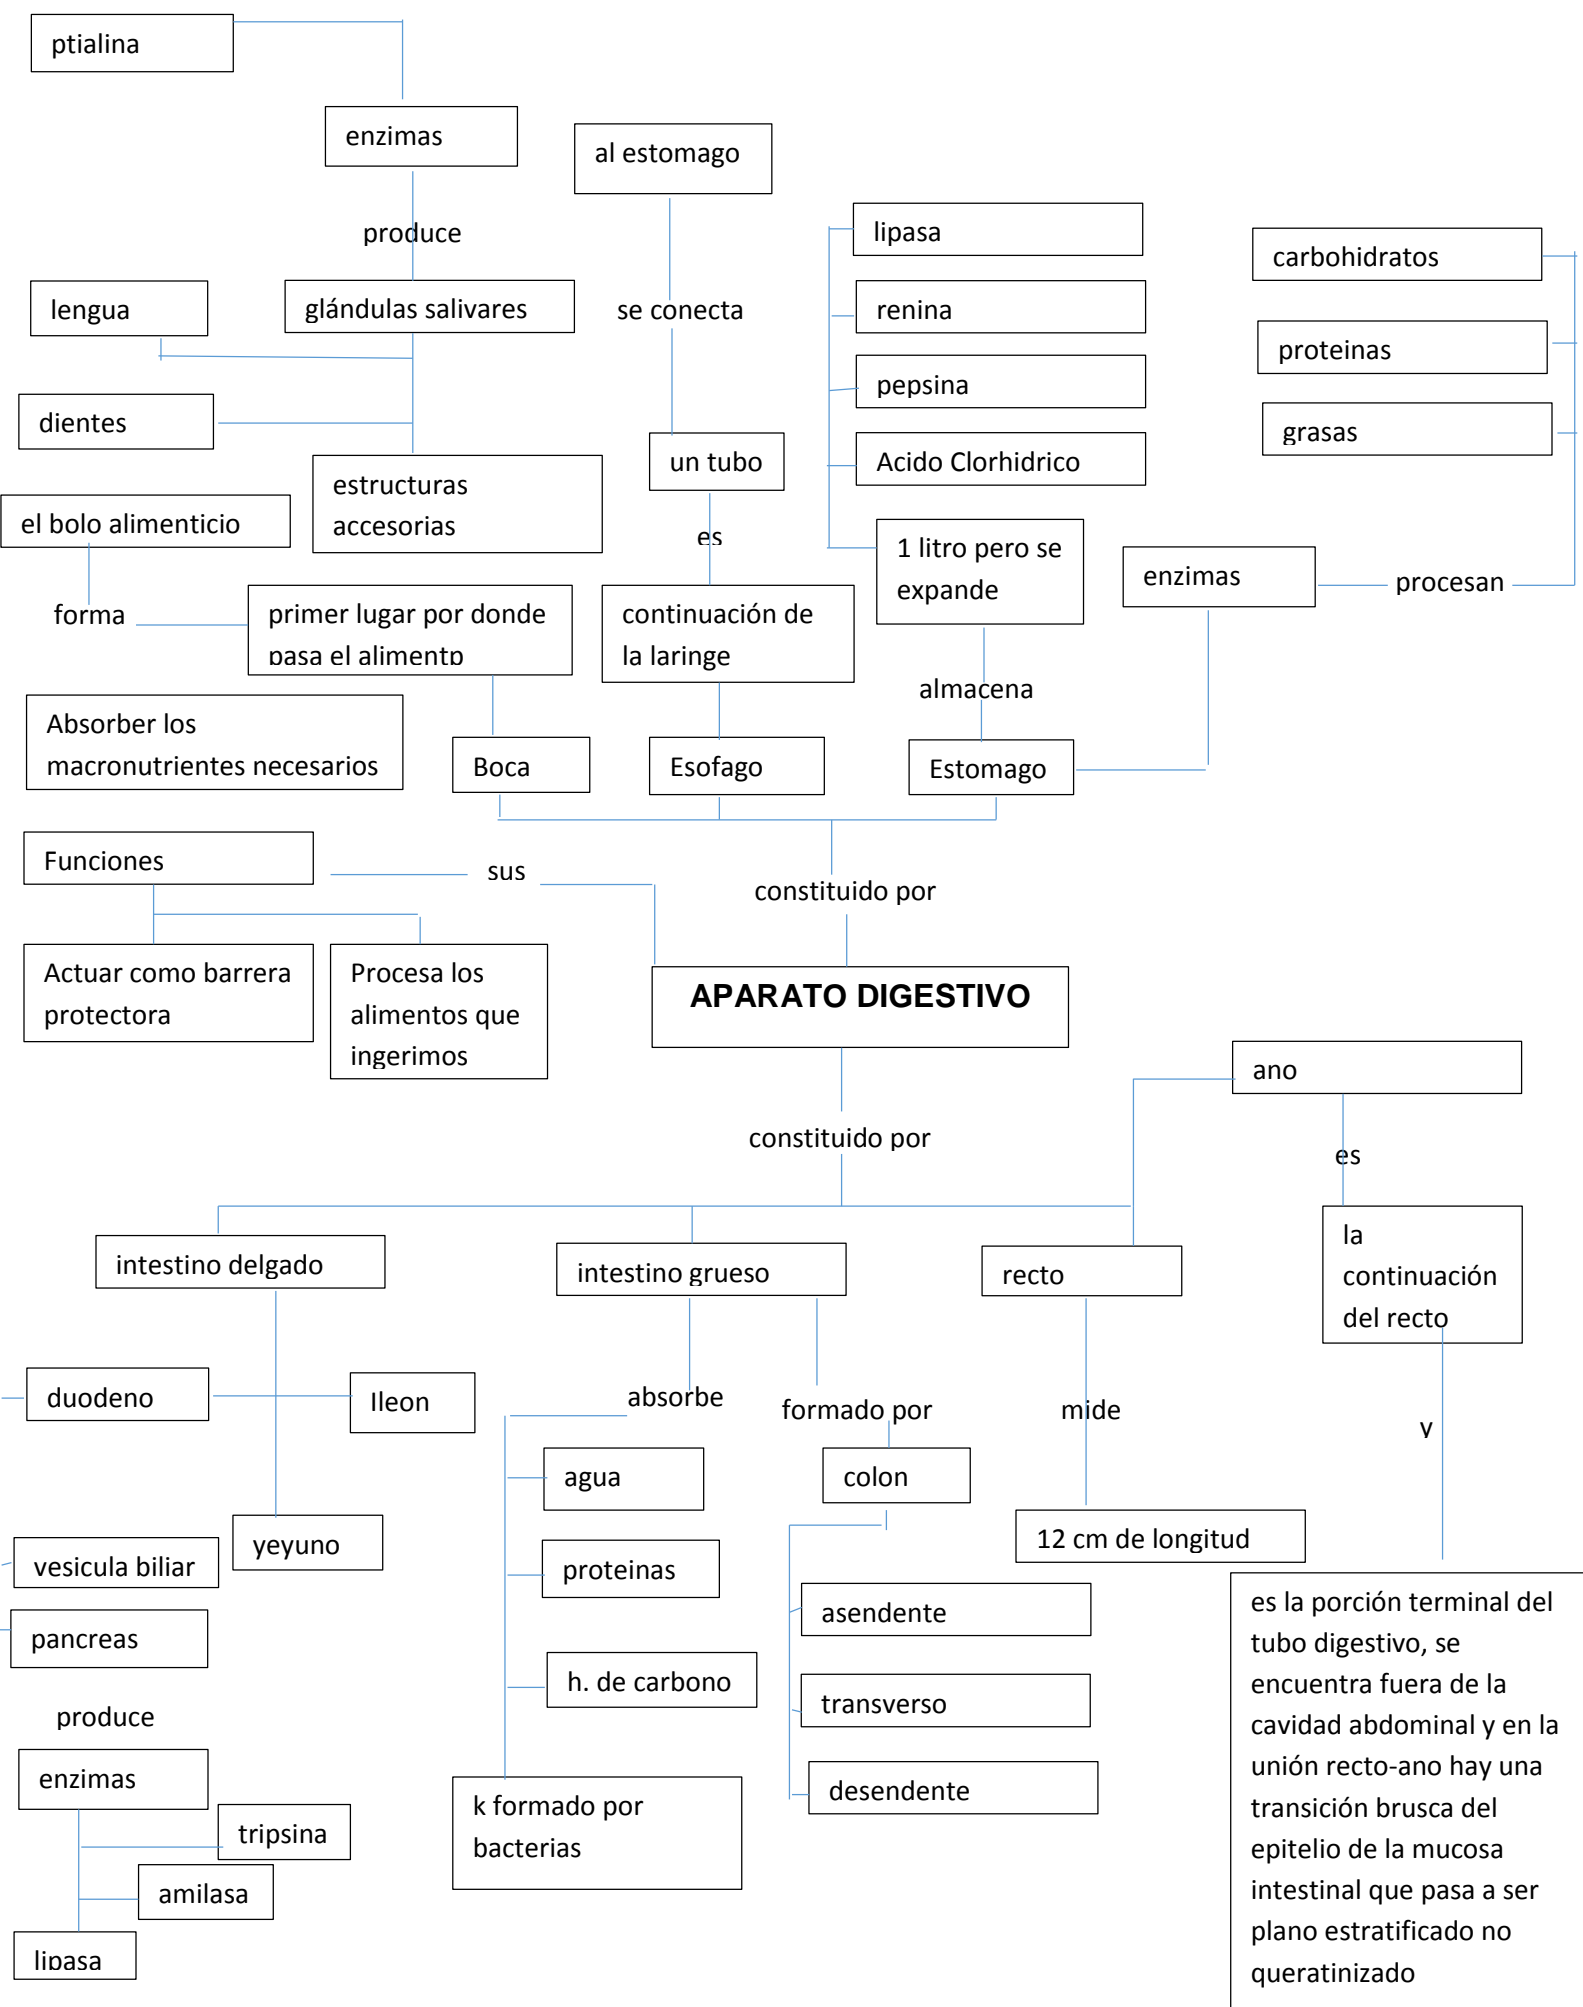 ptialina
enzimas
al estomago
produce
lipasa
carbohidratos
lengua
glándulas salivares
se conecta
renina
proteinas
pepsina
dientes
grasas
un tubo
Acido Clorhidrico
estructuras
accesorias
el bolo alimenticio
es
1 litro pero se
expande
enzimas
procesan
forma
primer lugar por donde
pasa el alimento
continuación de
la laringe
almacena
Absorber los
macronutrientes necesarios
Boca
Esofago
Estomago
Funciones
sus
constituido por
Actuar como barrera
protectora
Procesa los
alimentos que
ingerimos
APARATO DIGESTIVO
ano
constituido por
es
intestino delgado
intestino grueso
recto
la
continuación
del recto
duodeno
Ileon
absorbe
formado por
mide
y
agua
colon
yeyuno
12 cm de longitud
vesicula biliar
proteinas
asendente
pancreas
h. de carbono
transverso
produce
enzimas
k formado por
bacterias
desendente
tripsina
amilasa
lipasa
es la porción terminal del
tubo digestivo, se
encuentra fuera de la
cavidad abdominal y en la
unión recto-ano hay una
transición brusca del
epitelio de la mucosa
intestinal que pasa a ser
plano estratificado no
queratinizado